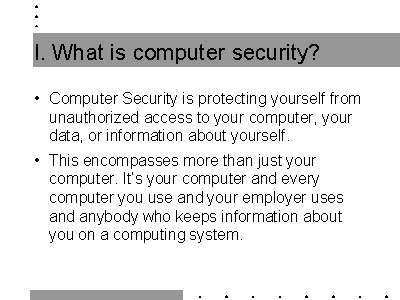 I. What is computer security?
• Computer Security is protecting yourself from
unauthorized access to your computer, your
data, or information about yourself.
• This encompasses more than just your
computer. It's your computer and every
computer you use and your employer uses
and anybody who keeps information about
you on a computing system.